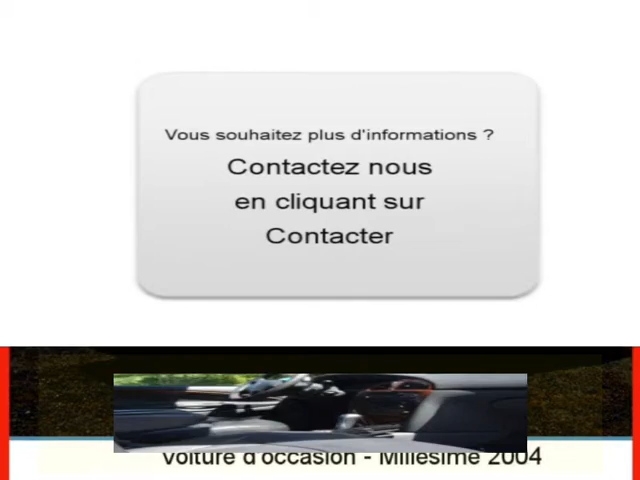 Vous souhaitez plus d'informations ?
Contactez nous
en cliquant sur
Contacter
Voiture d'occasion - Millésime 2004